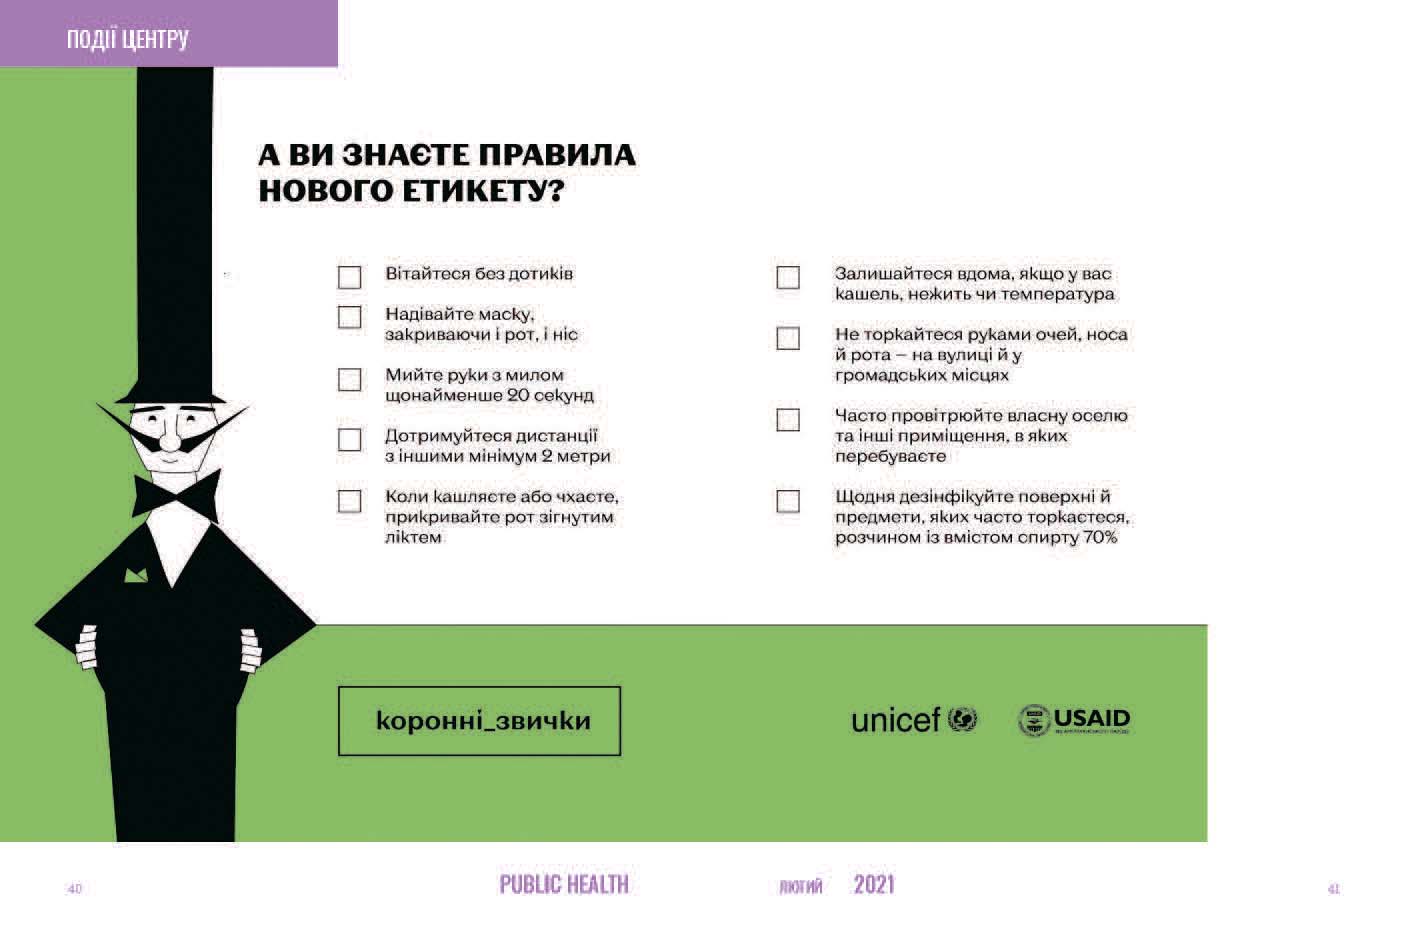 ПОДІЇ ЦЕНТРУ
А ВИ ЗНАЄТЕ ПРАВИЛА
НОВОГО ЕТИКЕТУ?
Вітайтеся без дотиків
Надівайте маску,
закриваючи і рот, і ніс
Мийте руки з милом
щонайменше 20 секунд
Дотримуйтеся дистанції
з іншими мінімум 2 метри
Коли кашляєте або чхаєте,
прикривайте рот зігнутим
ліктем
Залишайтеся вдома, якщо у вас
кашель, нежить чи температура
Не торкайтеся руками очей, носа
й рота – на вулиці й у
громадських місцях
Часто провітрюйте власну оселю
та інші приміщення, в яких
перебуваєте
Щодня дезінфікуйте поверхні й
предмети, яких часто торкаєтеся,
розчином із вмістом спирту 70%
коронні_звички
unicef
USAID
40
PUBLIC HEALTH
ЛЮТИЙ 2021
41